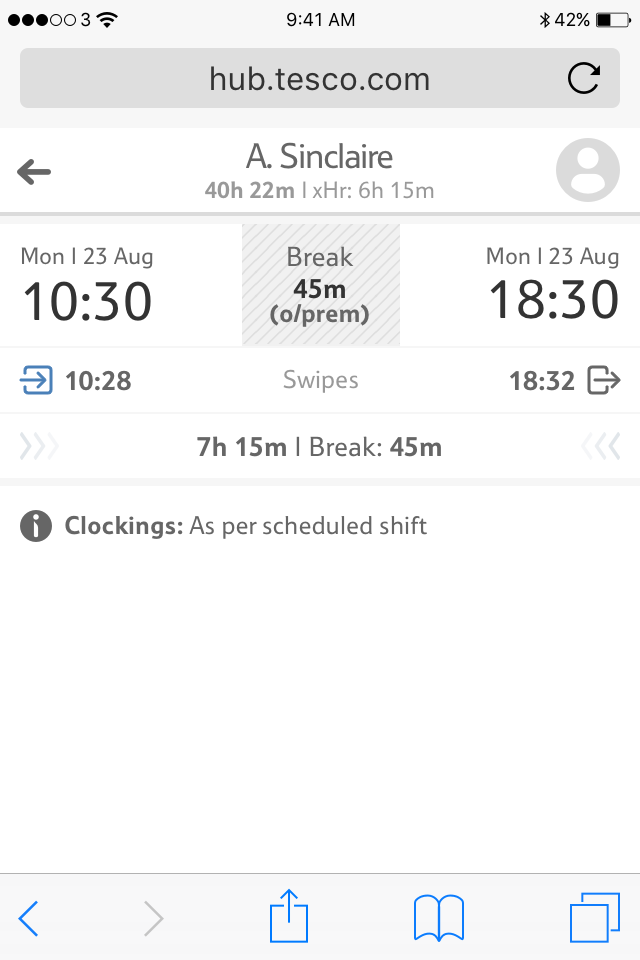 3 9:41 AM 42%
hub.tesco.com
A. Sinclaire
40h 22m | xHr: 6h 15m
Mon | 23 Aug
10:30
Break
45m
(o/prem)
Mon | 23 Aug
18:30
10:28 Swipes 18:32
7h 15m | Break: 45m
Clockings: As per scheduled shift